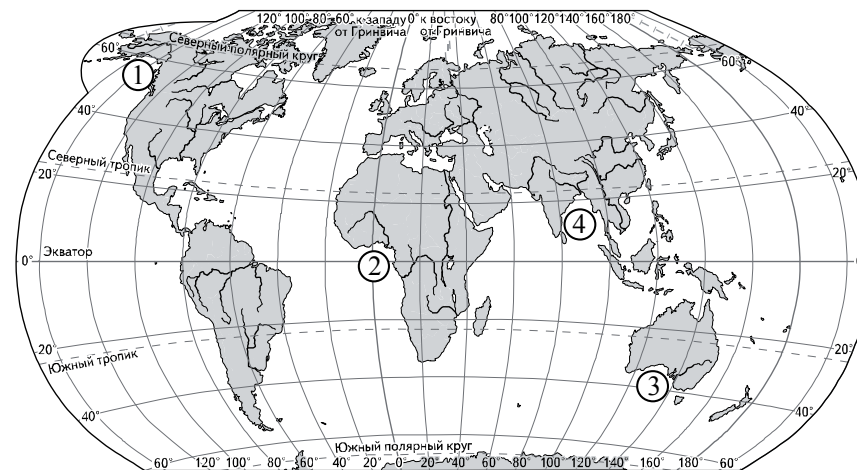 120° 100° 80° 60° к западу 0° к востоку 80° 100° 120° 140° 160° 180°
от Гринвича от Гринвича
60° Северный полярный круг 60°
1
40° 40°
Северный тропик
20° 20°
4
Экватор
0° 2
20° 20°
Южный тропик
3
40° 40°
Южный полярный круг
60° 120° 100° 80° 60° 40° 20° 0° 20° 40° 60° 80° 100° 120° 140° 160° 180° 60°